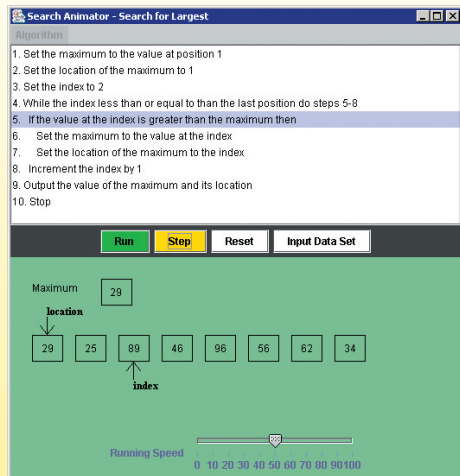 Search Animator - Search for Largest
Algorithm
1. Set the maximum to the value at position 1
2. Set the location of the maximum to 1
3. Set the index to 2
4. While the index less than or equal to than the last position do steps 5-8
5. If the value at the index is greater than the maximum then
6. Set the maximum to the value at the index
7. Set the location of the maximum to the index
8. Increment the index by 1
9. Output the value of the maximum and its location
10. Stop
Run Step Reset Input Data Set
Maximum 29
location
29 25 89 46 96 56 62 34
index
Running Speed
0 10 20 30 40 50 60 70 80 90100